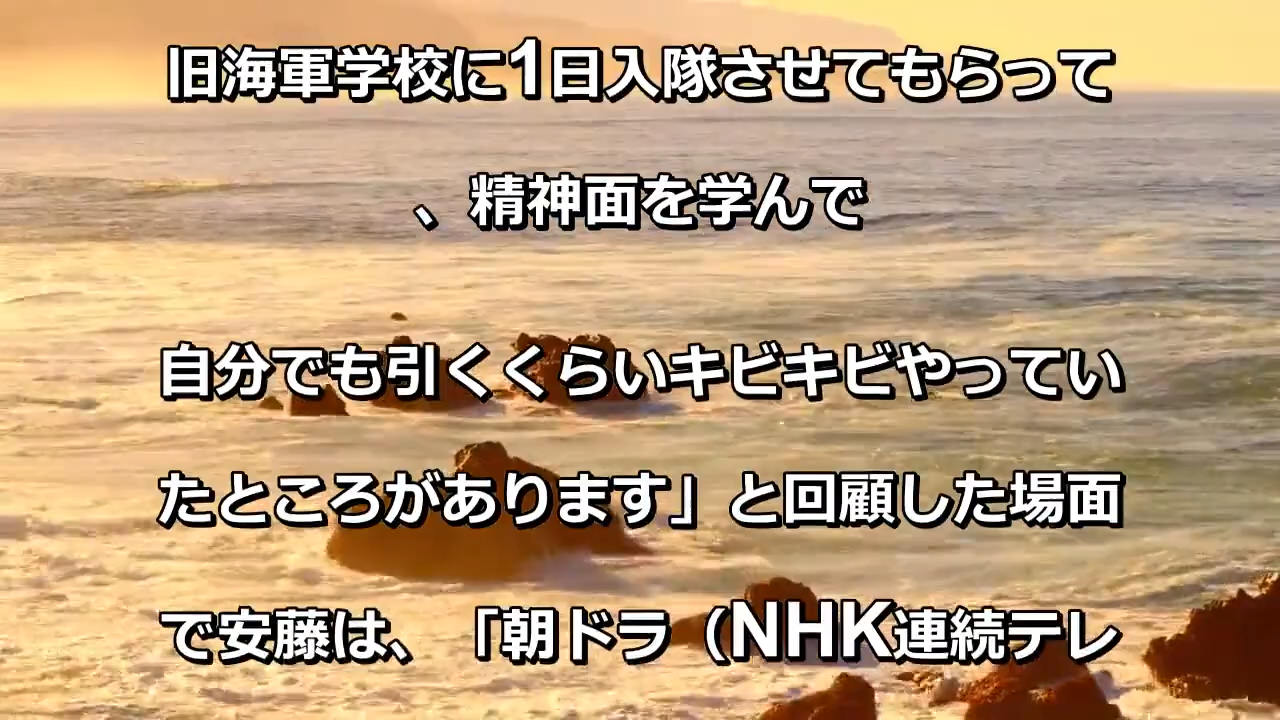 旧海軍学校に1日入隊させてもらって
、精神面を学んで
自分でも引くくらいキビキビやってい
たところがあります」と回顧した場面
で安藤は、「朝ドラ（NHK連続テレ